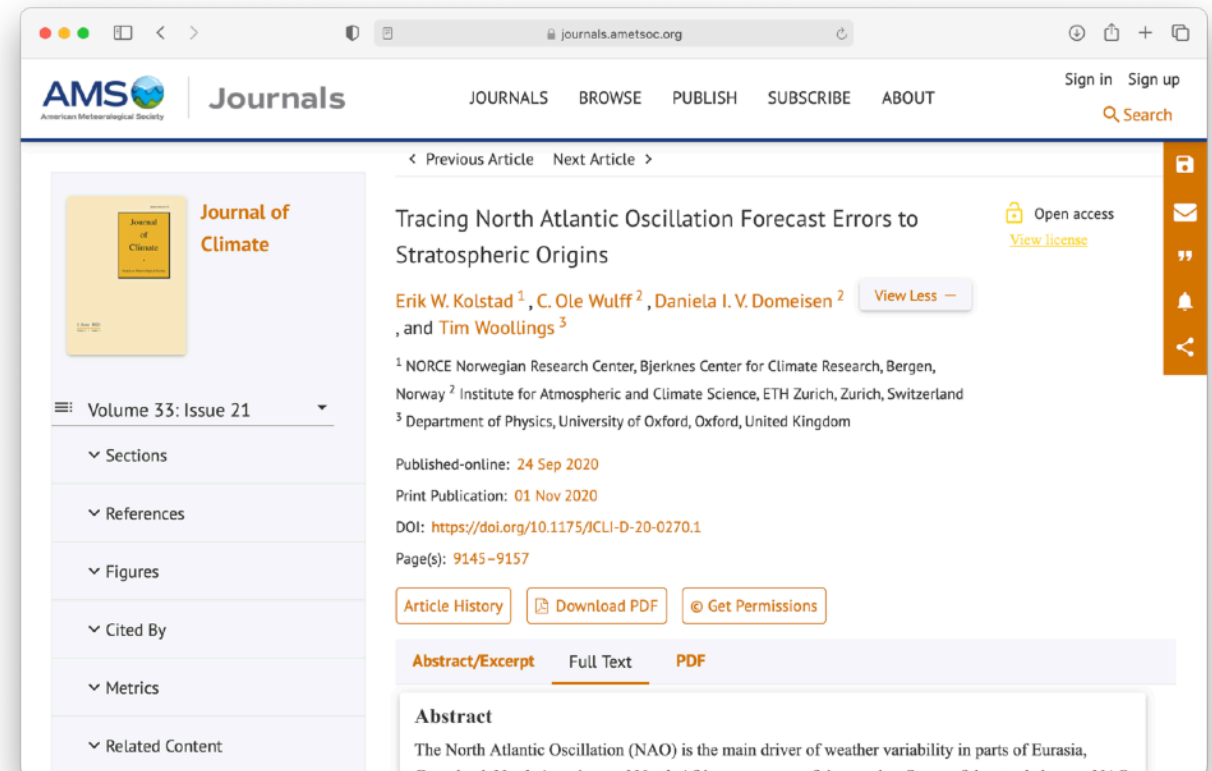 journals.ametsoc.org
AMS
American Meteorological Society
Journals
JOURNALS BROWSE PUBLISH SUBSCRIBE ABOUT
Sign in Sign up
Search
Previous Article Next Article
Journal
of
Climate
Journal of
Climate
Volume 33: Issue 21
Sections
References
Figures
Cited By
Metrics
Related Content
Tracing North Atlantic Oscillation Forecast Errors to
Stratospheric Origins
Open access
View license
Erik W. Kolstad 1, C. Ole Wulff 2, Daniela I. V. Domeisen 2
View Less —
, and Tim Woollings 3
1 NORCE Norwegian Research Center, Bjerknes Center for Climate Research, Bergen,
Norway 2 Institute for Atmospheric and Climate Science, ETH Zurich, Zurich, Switzerland
3 Department of Physics, University of Oxford, Oxford, United Kingdom
Published-online: 24 Sep 2020
Print Publication: 01 Nov 2020
DOI: https://doi.org/10.1175/JCLI-D-20-0270.1
Page(s): 9145–9157
Article History Download PDF © Get Permissions
Abstract/Excerpt Full Text PDF
Abstract
The North Atlantic Oscillation (NAO) is the main driver of weather variability in parts of Eurasia,